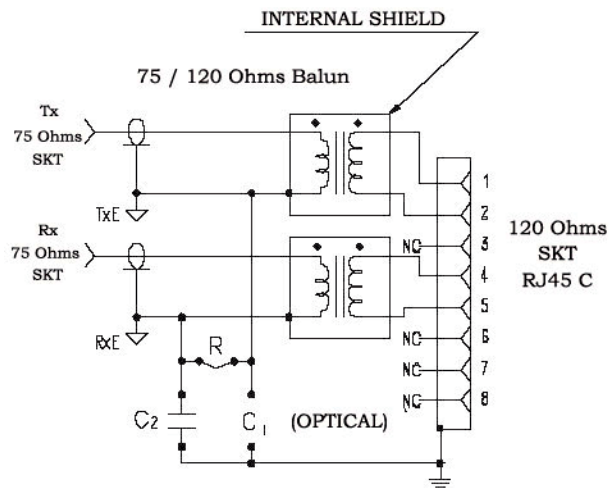 INTERNAL SHIELD
75 / 120 Ohms Balun
Tx
75 Ohms
SKT
TxE
Rx
75 Ohms
SKT
RxE
R
C2
C1
(OPTICAL)
1
2
NC 3
4
5
NC 6
NC 7
NC 8
120 Ohms
SKT
RJ45 C